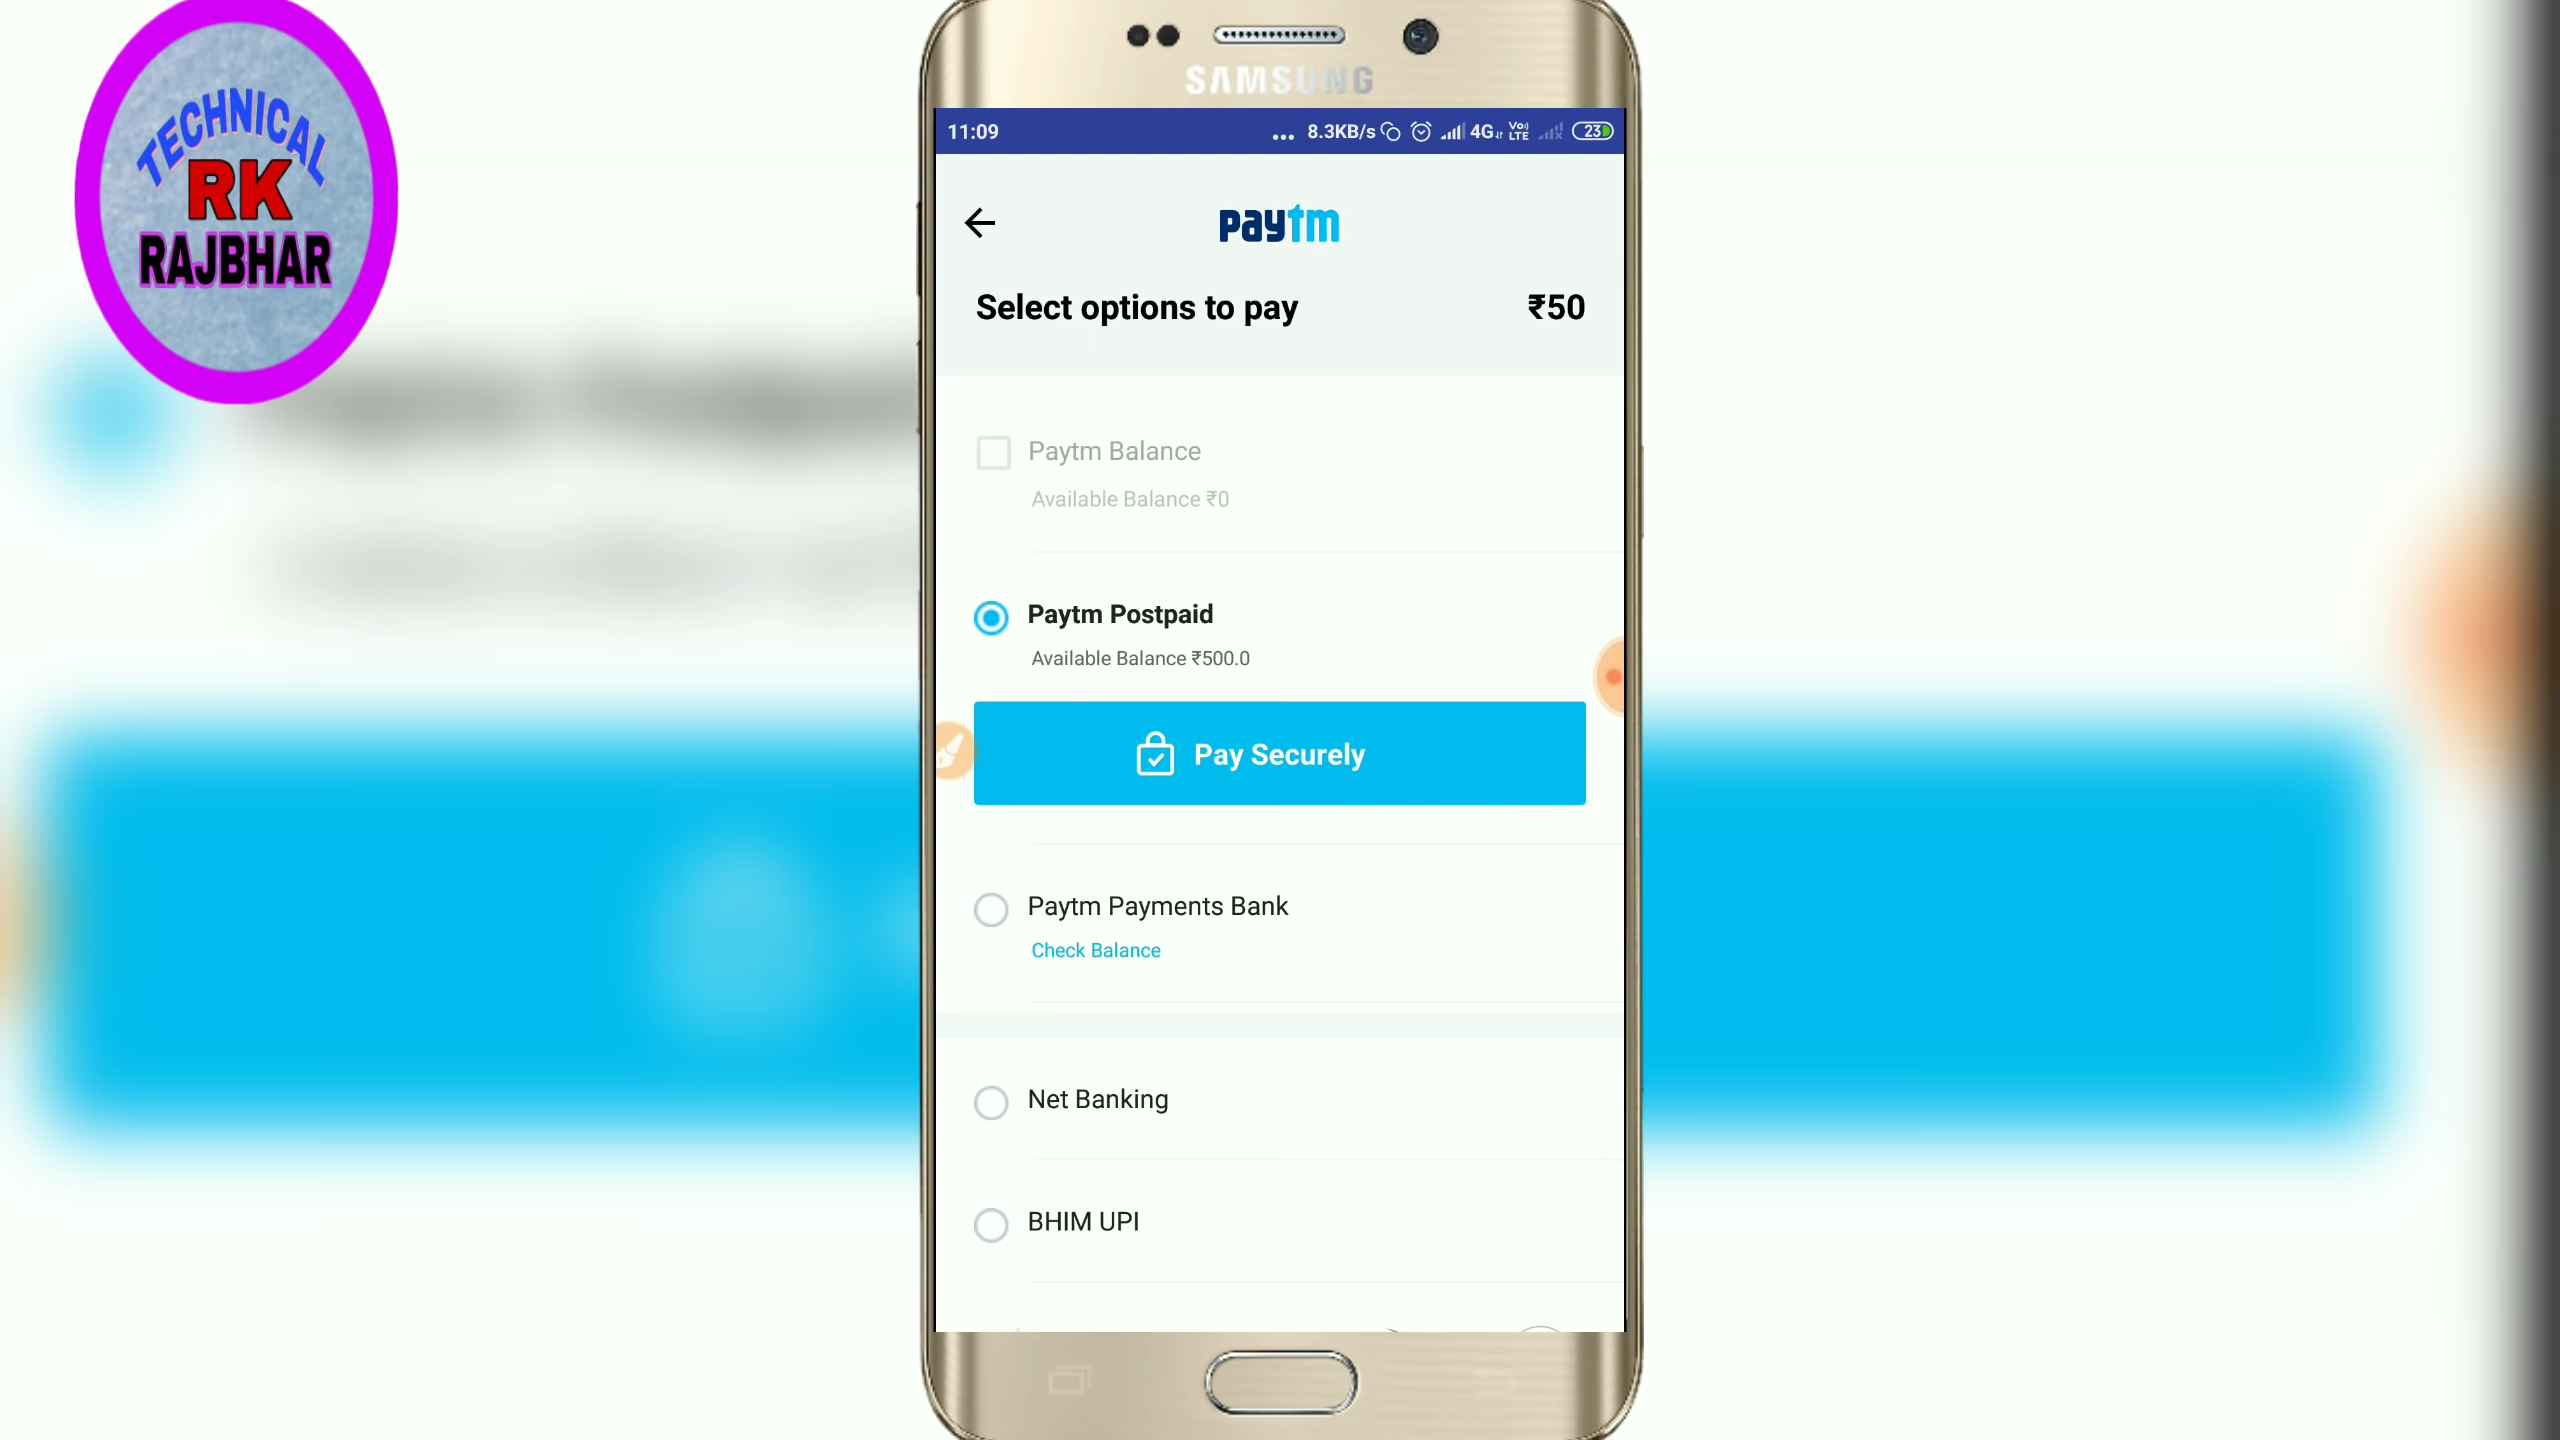 TECHNICAL
RK
RAJBHAR
SAMSUNG
11:09 ... 8.3KB/s 4G Vo) LTE 23
paytm
Select options to pay ₹50
Paytm Balance
Available Balance ₹0
Paytm Postpaid
Available Balance ₹500.0
Pay Securely
Paytm Payments Bank
Check Balance
Net Banking
BHIM UPI